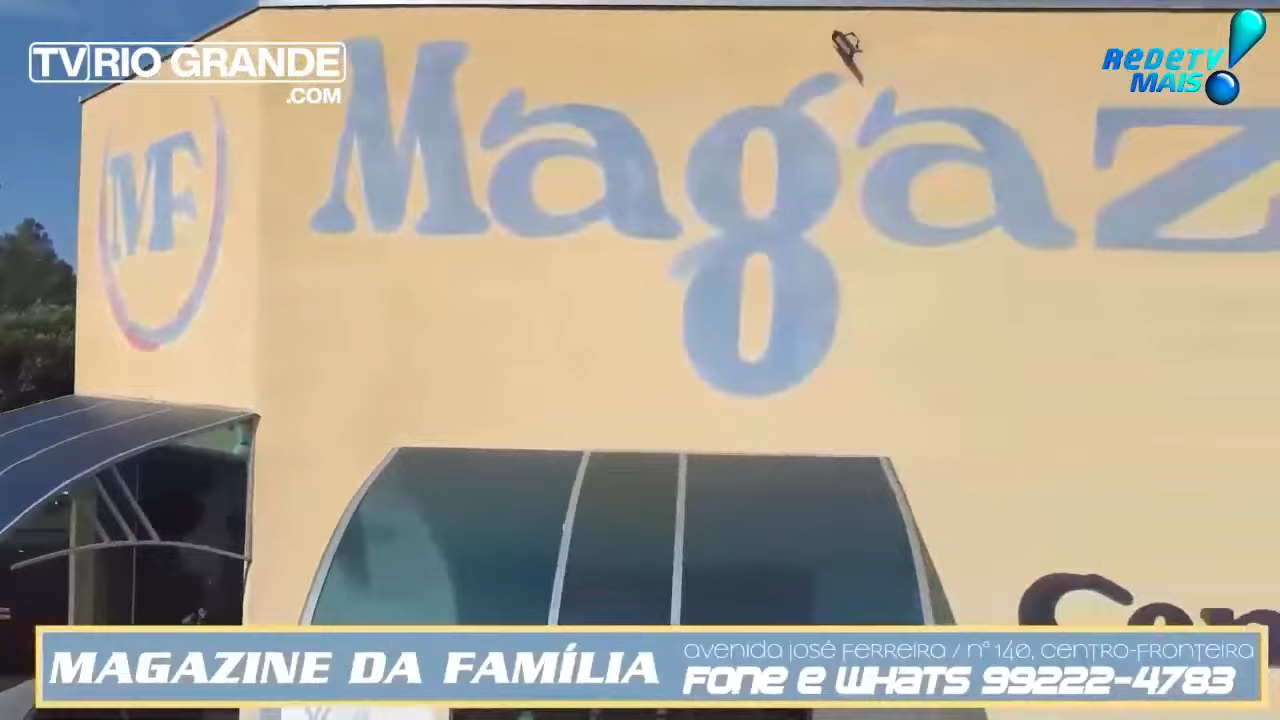 TV RIO GRANDE
.COM
REDETV!
MAIS
MF
Magaz
Con
MAGAZINE DA FAMÍLIA
avenida José Ferreira / nº 140, Centro-Fronteira
FONE E WHATS 99222-4783